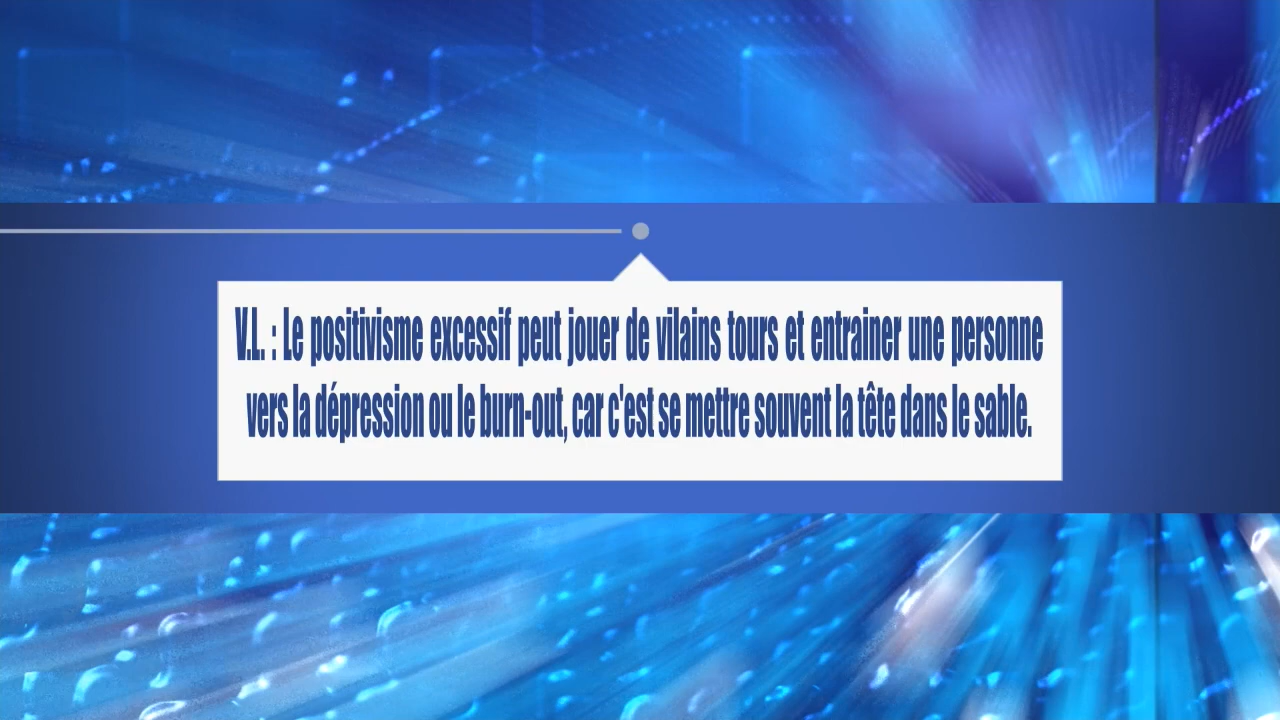 V.L. : Le positivisme excessif peut jouer de vilains tours et entrainer une personne
vers la dépression ou le burn-out, car c'est se mettre souvent la tête dans le sable.